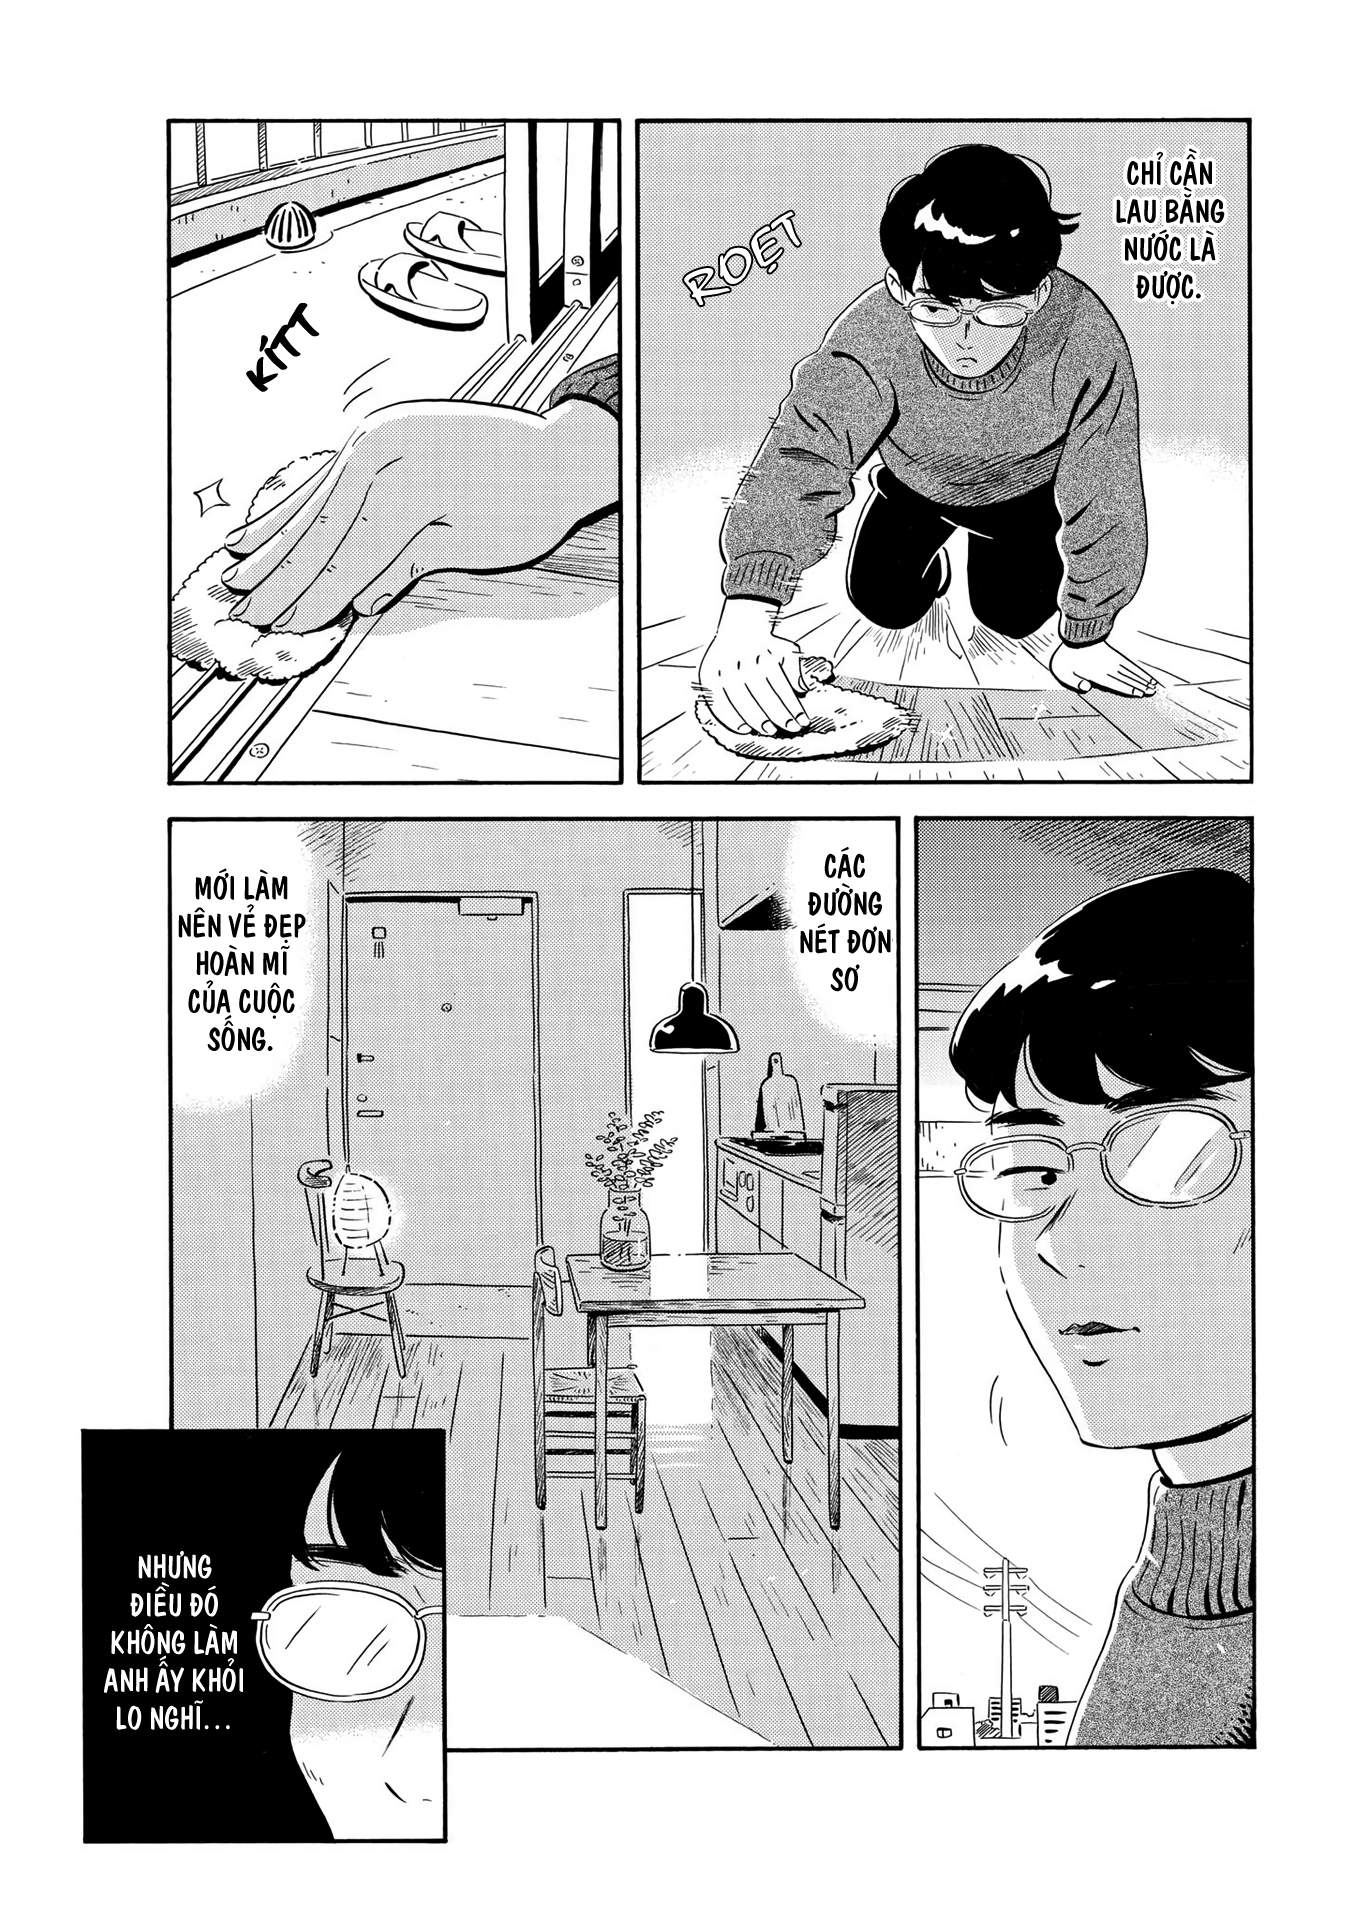 CHỈ CẦN
LAU BẰNG
NƯỚC LÀ
ĐƯỢC.
ROẸT
KÍTT
CÁC
ĐƯỜNG
NÉT ĐƠN
SƠ
MỚI LÀM
NÊN VẺ ĐẸP
HOÀN MĨ
CỦA CUỘC
SỐNG.
NHƯNG
ĐIỀU ĐÓ
KHÔNG LÀM
ANH ẤY KHỎI
LO NGHĨ...